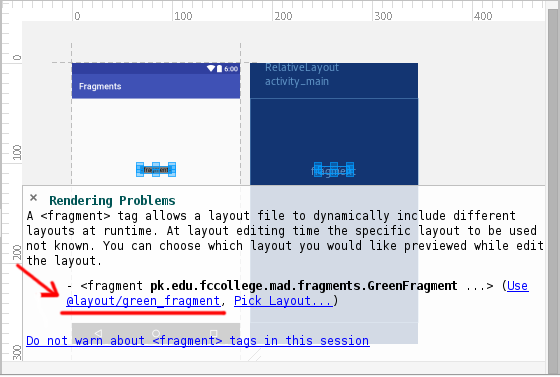 0 100 200 300 400
0
100
200
300
6:00
Fragments
fragment
RelativeLayout
activity_main
fragment
× Rendering Problems
A <fragment> tag allows a layout file to dynamically include different
layouts at runtime. At layout editing time the specific layout to be used
not known. You can choose which layout you would like previewed while edit
the layout.
- <fragment pk.edu.fccollege.mad.fragments.GreenFragment ...> (Use
@layout/green_fragment, Pick Layout...)
Do not warn about <fragment> tags in this session